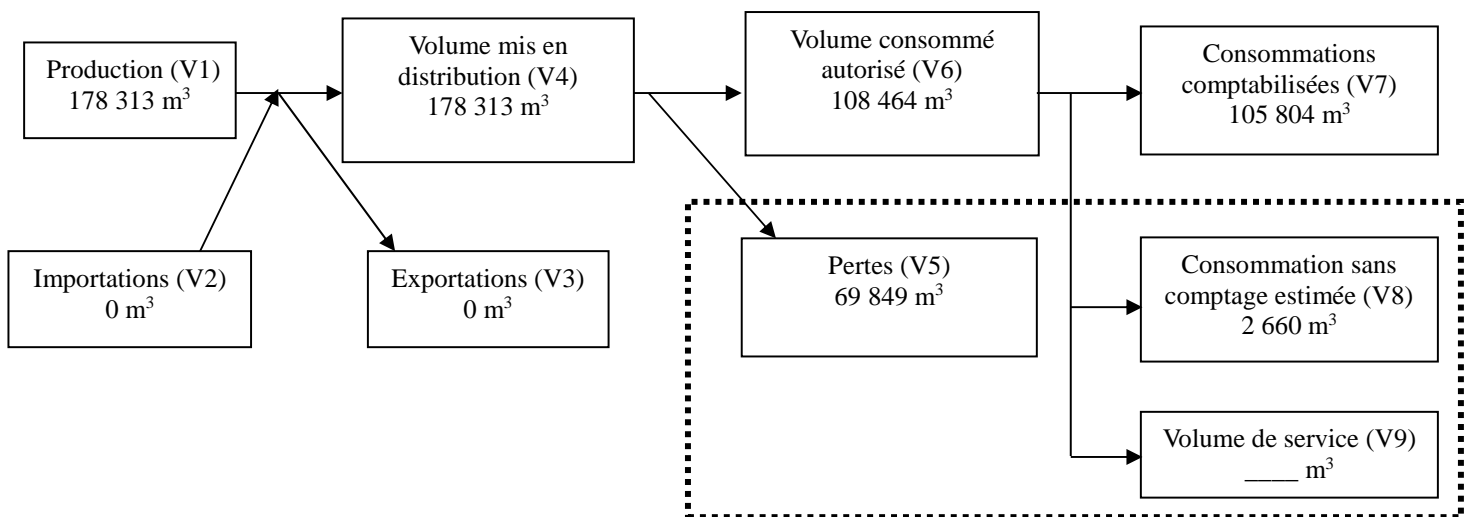 Production (V1)
178 313 m³
Volume mis en
distribution (V4)
178 313 m³
Volume consommé
autorisé (V6)
108 464 m³
Consommations
comptabilisées (V7)
105 804 m³
Importations (V2)
0 m³
Exportations (V3)
0 m³
Pertes (V5)
69 849 m³
Consommation sans
comptage estimée (V8)
2 660 m³
Volume de service (V9)
____ m³